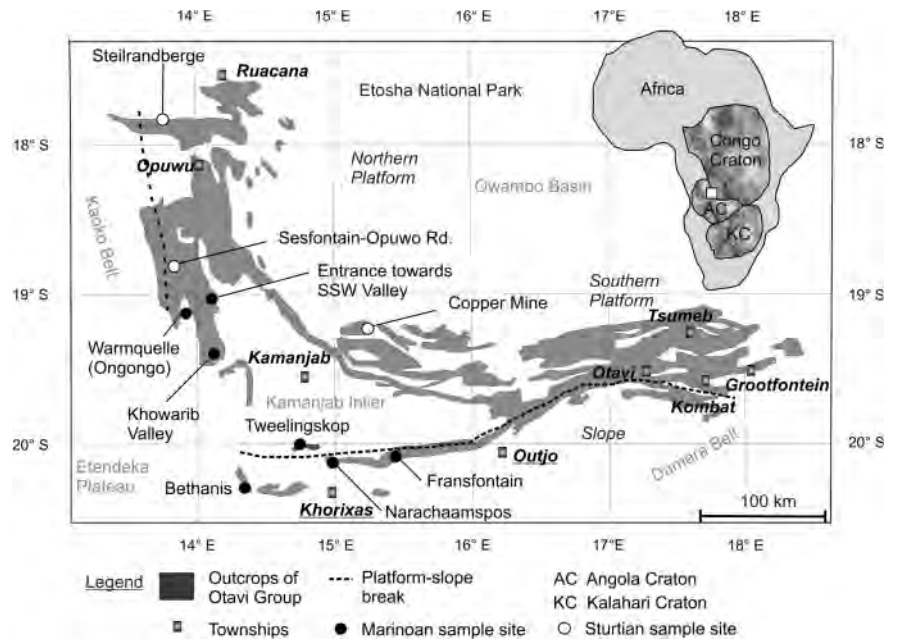 14 E
15 E
16 E
17 E
18 E
18° S
19° S
20° S
18° S
19° S
20° S
Steilrandberge
Ruacana
Etosha National Park
Africa
Congo
Craton
AC
KC
Opuwu
Northern
Platform
Owambo Basin
Kaoko Belt
Sesfontain-Opuwo Rd.
Entrance towards
SSW Valley
Copper Mine
Southern
Platform
Tsumeb
Warmquelle
(Ongongo)
Kamanjab
Otavi
Grootfontein
Kombat
Khowarib
Valley
Kamanjab Inlier
Tweelingskop
Slope
Damara Belt
Etendeka
Plateau
Outjo
Bethanis
Fransfontain
Khorixas
Narachaamspos
100 km
14 E
15 E
16 E
17 E
18 E
Legend
Outcrops of
Otavi Group
Platform-slope
break
AC Angola Craton
KC Kalahari Craton
Townships
Marinoan sample site
Sturtian sample site